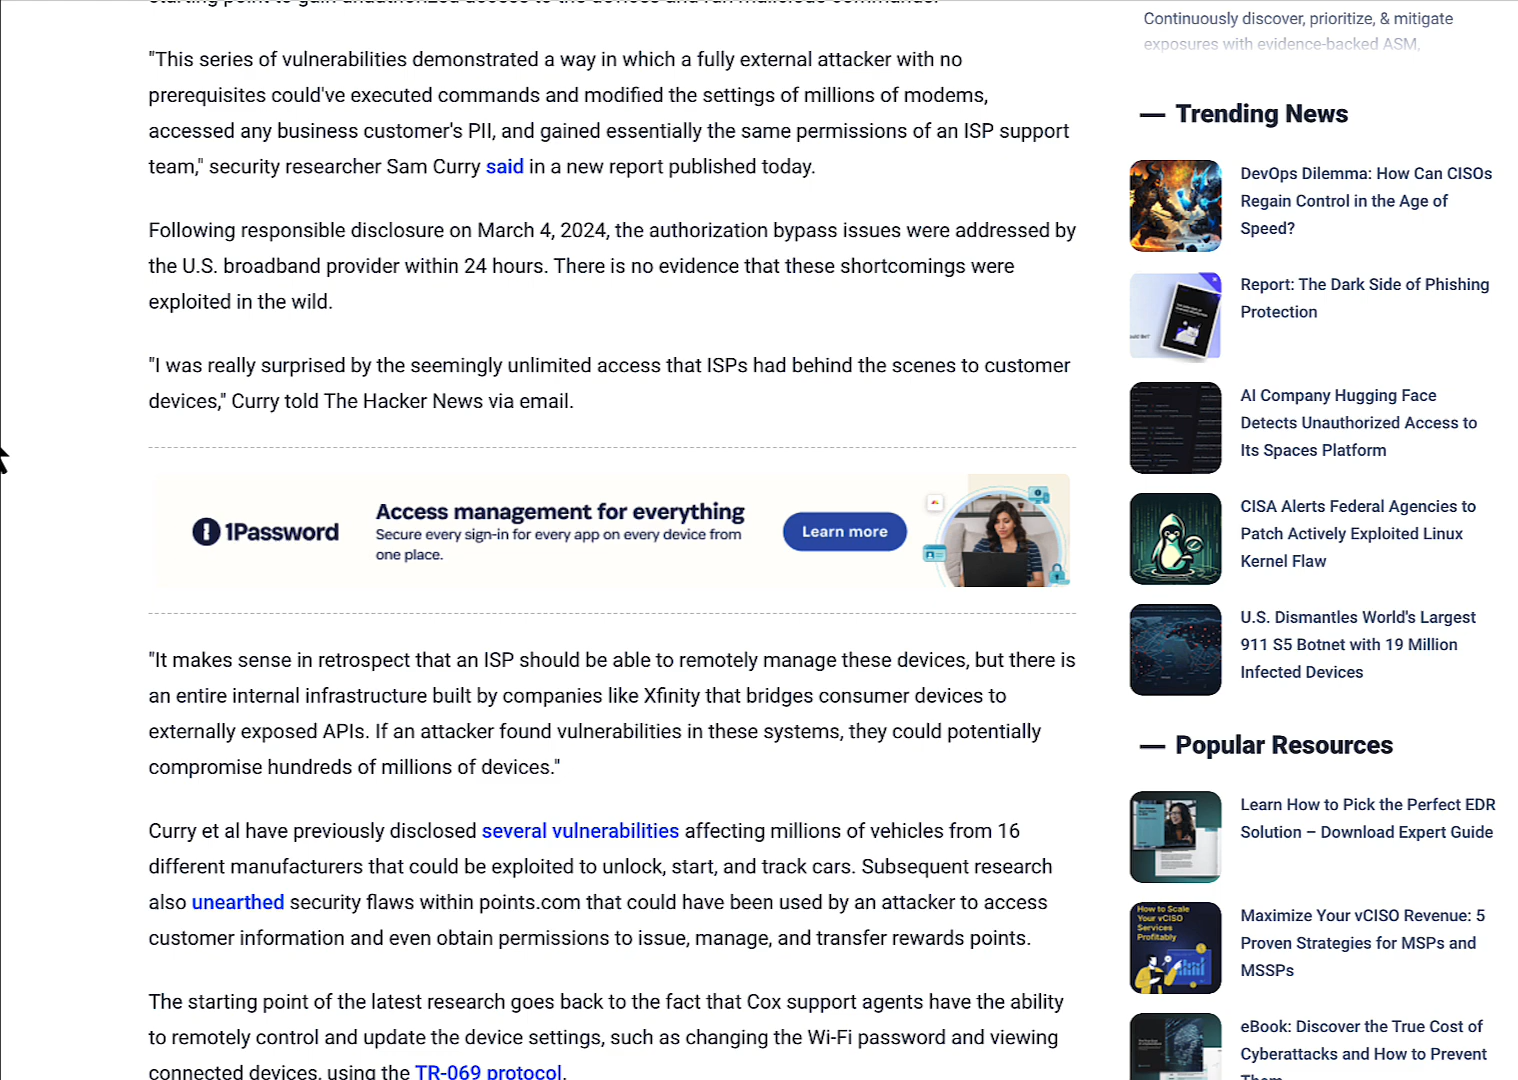 starting point to gain unauthorized access to the devices and run malicious commands.
"This series of vulnerabilities demonstrated a way in which a fully external attacker with no
prerequisites could've executed commands and modified the settings of millions of modems,
accessed any business customer's PII, and gained essentially the same permissions of an ISP support
team," security researcher Sam Curry said in a new report published today.
Following responsible disclosure on March 4, 2024, the authorization bypass issues were addressed by
the U.S. broadband provider within 24 hours. There is no evidence that these shortcomings were
exploited in the wild.
"I was really surprised by the seemingly unlimited access that ISPs had behind the scenes to customer
devices," Curry told The Hacker News via email.
1Password
Access management for everything
Secure every sign-in for every app on every device from
one place.
Learn more
"It makes sense in retrospect that an ISP should be able to remotely manage these devices, but there is
an entire internal infrastructure built by companies like Xfinity that bridges consumer devices to
externally exposed APIs. If an attacker found vulnerabilities in these systems, they could potentially
compromise hundreds of millions of devices."
Curry et al have previously disclosed several vulnerabilities affecting millions of vehicles from 16
different manufacturers that could be exploited to unlock, start, and track cars. Subsequent research
also unearthed security flaws within points.com that could have been used by an attacker to access
customer information and even obtain permissions to issue, manage, and transfer rewards points.
The starting point of the latest research goes back to the fact that Cox support agents have the ability
to remotely control and update the device settings, such as changing the Wi-Fi password and viewing
connected devices, using the TR-069 protocol.
Continuously discover, prioritize, & mitigate
exposures with evidence-backed ASM,
— Trending News
DevOps Dilemma: How Can CISOs
Regain Control in the Age of
Speed?
Report: The Dark Side of Phishing
Protection
AI Company Hugging Face
Detects Unauthorized Access to
Its Spaces Platform
CISA Alerts Federal Agencies to
Patch Actively Exploited Linux
Kernel Flaw
U.S. Dismantles World's Largest
911 S5 Botnet with 19 Million
Infected Devices
— Popular Resources
Learn How to Pick the Perfect EDR
Solution – Download Expert Guide
How to Scale
Your vCISO
Services
Profitably
Maximize Your vCISO Revenue: 5
Proven Strategies for MSPs and
MSSPs
eBook: Discover the True Cost of
Cyberattacks and How to Prevent
Them